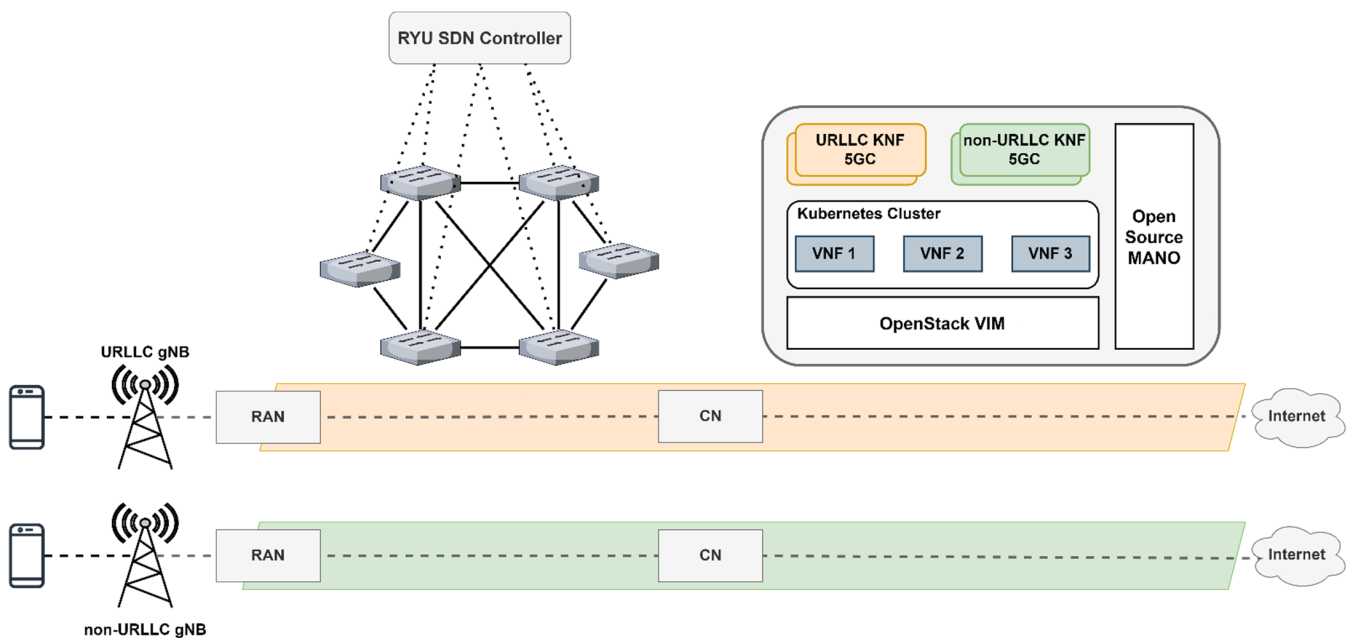 RYU SDN Controller
URLLC KNF
5GC
non-URLLC KNF
5GC
Kubernetes Cluster
VNF 1
VNF 2
VNF 3
OpenStack VIM
Open
Source
MANO
URLLC gNB
RAN
CN
Internet
RAN
CN
Internet
non-URLLC gNB